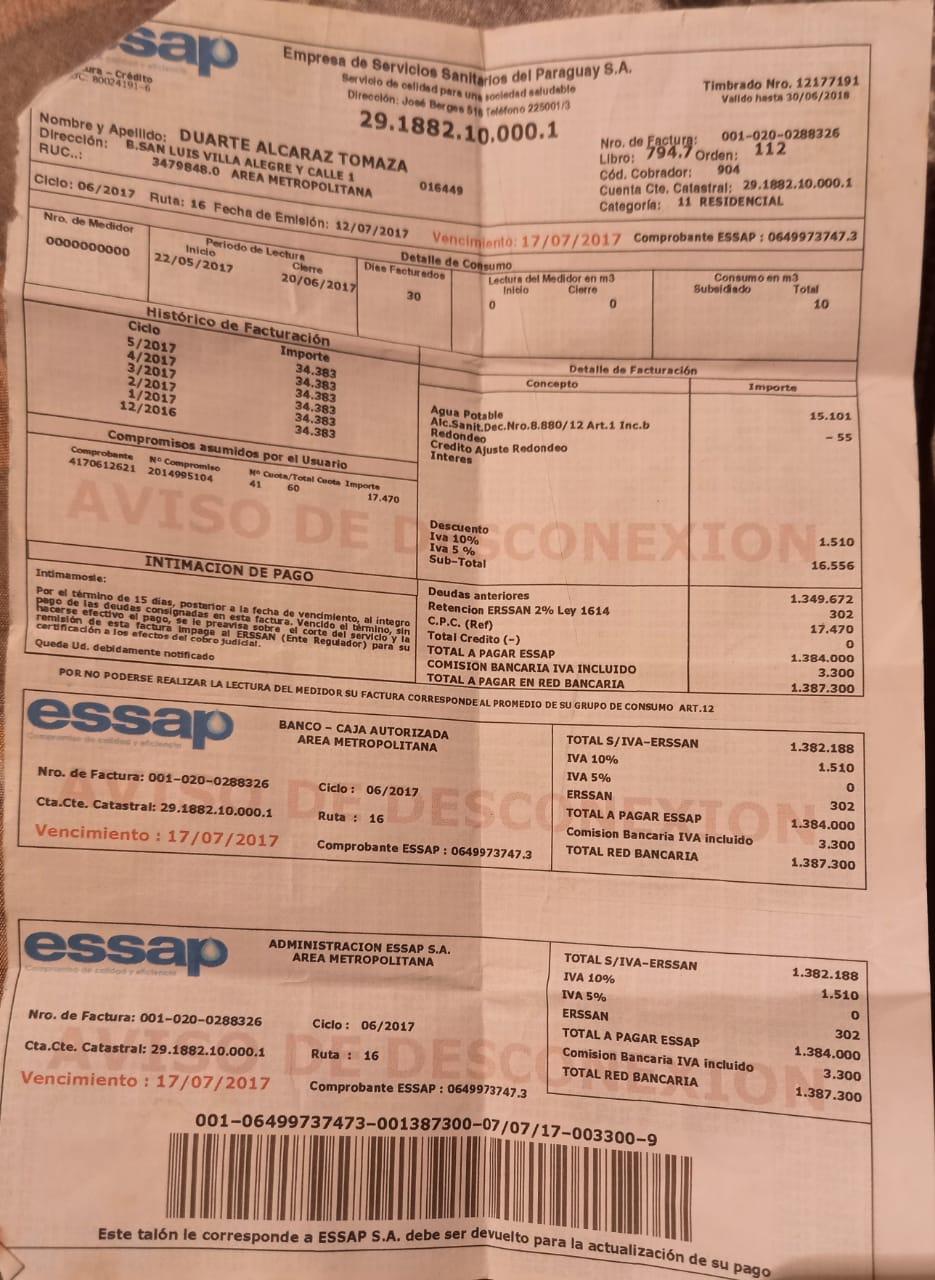 essap
Empresa de Servicios Sanitarios del Paraguay S.A.
Servicio de calidad para una sociedad saludable
Dirección: José Berges 516 Teléfono 225001/3
- Crédito
80024191-6
Timbrado Nro. 12177191
Valido hasta 30/06/2018
29.1882.10.000.1
Nombre y Apellido: DUARTE ALCARAZ TOMAZA
Dirección: B.SAN LUIS VILLA ALEGRE Y CALLE 1
RUC..: 3479848.0 AREA METROPOLITANA 016449
Nro. de Factura: 001-020-0288326
Libro: 794.7 Orden: 112
Cód. Cobrador: 904
Cuenta Cte. Catastral: 29.1882.10.000.1
Categoría: 11 RESIDENCIAL
Ciclo: 06/2017 Ruta: 16 Fecha de Emisión: 12/07/2017 Vencimiento: 17/07/2017 Comprobante ESSAP : 0649973747.3
Nro. de Medidor
0000000000
Periodo de Lectura
Inicio Cierre
22/05/2017 20/06/2017
Detalle de Consumo
Días Facturados
30
Lectura del Medidor en m3
Inicio Cierre
0 0
Consumo en m3
Subsidiado Total
10
Histórico de Facturación
Ciclo Importe
5/2017 34.383
4/2017 34.383
3/2017 34.383
2/2017 34.383
1/2017 34.383
12/2016 34.383
Compromisos asumidos por el Usuario
Comprobante Nº Compromiso Nº Cuota/Total Cuota Importe
4170612621 2014995104 41 60 17.470
Detalle de Facturación
Concepto Importe
Agua Potable 15.101
Alc.Sanit.Dec.Nro.8.880/12 Art.1 Inc.b
Redondeo - 55
Credito Ajuste Redondeo
Interes
AVISO DE DESCONEXION
Descuento
Iva 10% 1.510
Iva 5 %
Sub-Total 16.556
INTIMACION DE PAGO
Intimamosle:
Por el término de 15 días, posterior a la fecha de vencimiento, al íntegro
pago de las deudas consignadas en esta factura. Vencido el término, sin
hacerse efectivo el pago, se le preavisa sobre el corte del servicio y la
remisión de esta factura impaga al ERSSAN (Ente Regulador) para su
certificación a los efectos del cobro judicial.
Queda Ud. debidamente notificado
Deudas anteriores 1.349.672
Retencion ERSSAN 2% Ley 1614 302
C.P.C. (Ref) 17.470
Total Credito (-) 0
TOTAL A PAGAR ESSAP 1.384.000
COMISION BANCARIA IVA INCLUIDO 3.300
TOTAL A PAGAR EN RED BANCARIA 1.387.300
POR NO PODERSE REALIZAR LA LECTURA DEL MEDIDOR SU FACTURA CORRESPONDE AL PROMEDIO DE SU GRUPO DE CONSUMO ART.12
essap
Compromiso de calidad y eficiencia
BANCO - CAJA AUTORIZADA
AREA METROPOLITANA
Nro. de Factura: 001-020-0288326
Ciclo : 06/2017
Cta.Cte. Catastral: 29.1882.10.000.1
Ruta : 16
Vencimiento : 17/07/2017
Comprobante ESSAP : 0649973747.3
AVISO DE DESCONEXION
TOTAL S/IVA-ERSSAN 1.382.188
IVA 10% 1.510
IVA 5% 0
ERSSAN 302
TOTAL A PAGAR ESSAP 1.384.000
Comision Bancaria IVA incluido 3.300
TOTAL RED BANCARIA 1.387.300
essap
Compromiso de calidad y eficiencia
ADMINISTRACION ESSAP S.A.
AREA METROPOLITANA
Nro. de Factura: 001-020-0288326
Ciclo : 06/2017
Cta.Cte. Catastral: 29.1882.10.000.1
Ruta : 16
Vencimiento : 17/07/2017
Comprobante ESSAP : 0649973747.3
AVISO DE DESCONEXION
TOTAL S/IVA-ERSSAN 1.382.188
IVA 10% 1.510
IVA 5% 0
ERSSAN 302
TOTAL A PAGAR ESSAP 1.384.000
Comision Bancaria IVA incluido 3.300
TOTAL RED BANCARIA 1.387.300
001-06499737473-001387300-07/07/17-003300-9
Este talón le corresponde a ESSAP S.A. debe ser devuelto para la actualización de su pago